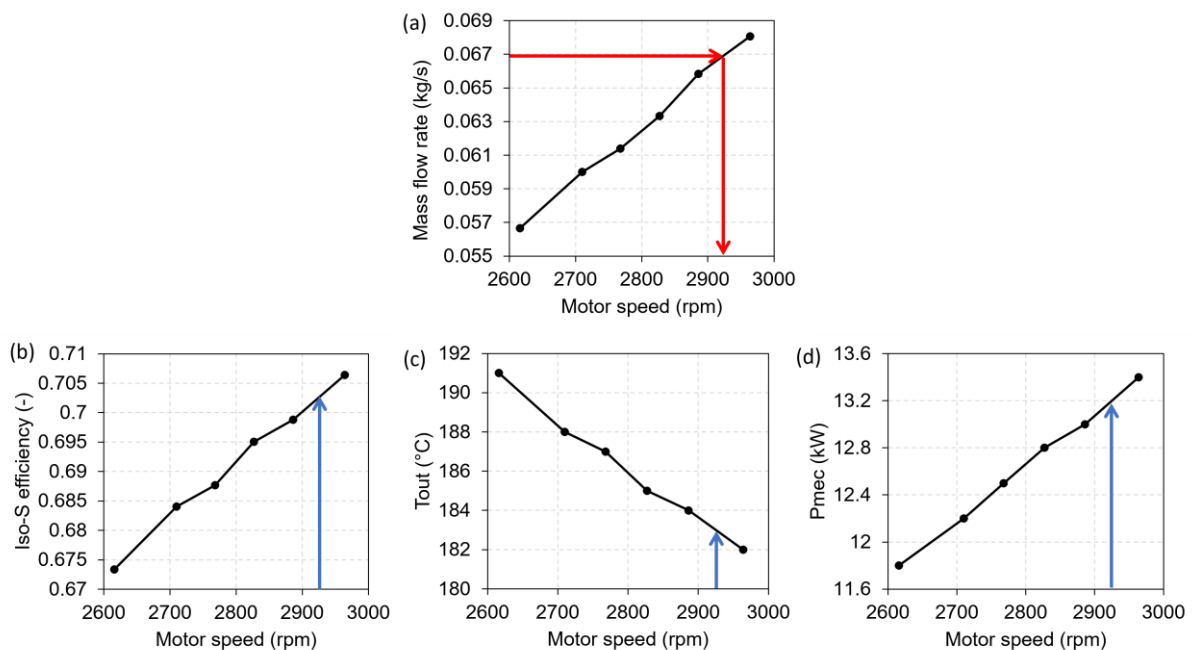 (a)
Mass flow rate (kg/s)
0.069
0.067
0.065
0.063
0.061
0.059
0.057
0.055
2600 2700 2800 2900 3000
Motor speed (rpm)
(b)
Iso-S efficiency (-)
0.71
0.705
0.7
0.695
0.69
0.685
0.68
0.675
0.67
2600 2700 2800 2900 3000
Motor speed (rpm)
(c)
Tout (°C)
192
190
188
186
184
182
180
2600 2700 2800 2900 3000
Motor speed (rpm)
(d)
Pmec (kW)
13.6
13.2
12.8
12.4
12
11.6
2600 2700 2800 2900 3000
Motor speed (rpm)